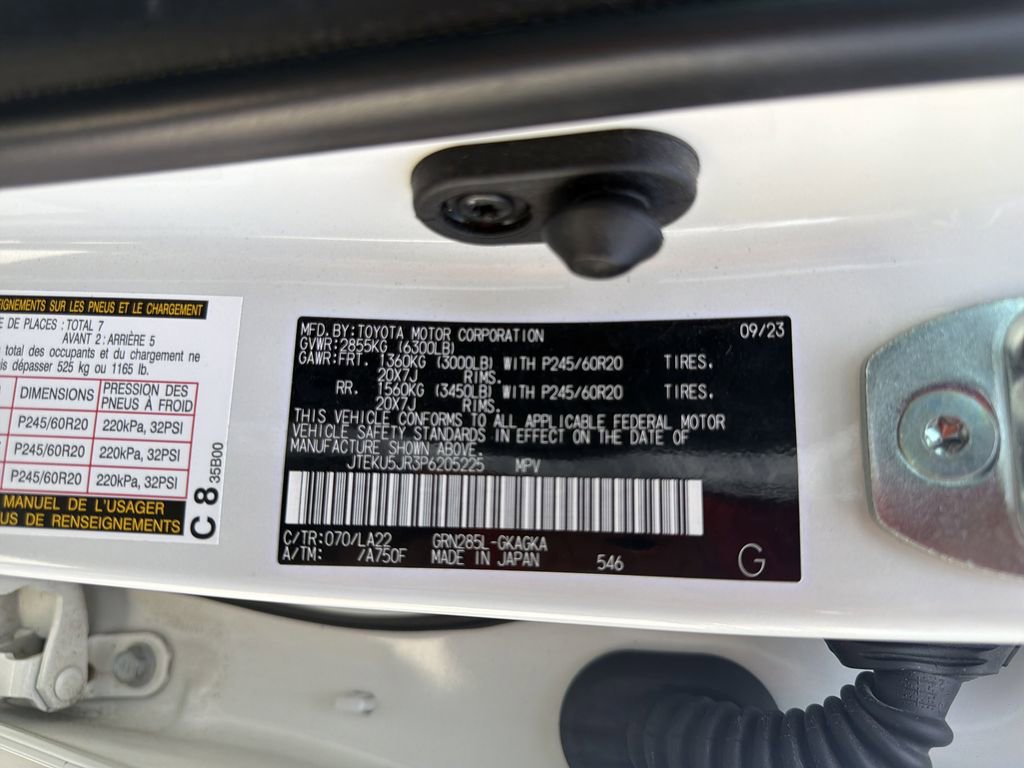 EIGNEMENTS SUR LES PNEUS ET LE CHARGEMENT
E DE PLACES : TOTAL 7
AVANT 2 : ARRIÈRE 5
total des occupants et du chargement ne
is dépasser 525 kg ou 1165 lb.
DIMENSIONS PRESSION DES PNEUS À FROID
P245/60R20 220kPa, 32PSI
P245/60R20 220kPa, 32PSI
P245/60R20 220kPa, 32PSI
MANUEL DE L'USAGER
US DE RENSEIGNEMENTS
C 8 35B00
MFD.BY:TOYOTA MOTOR CORPORATION 09/23
GVWR:2855KG (6300LB)
GAWR:FRT. 1360KG (3000LB) WITH P245/60R20 TIRES.
20X7J RIMS.
RR. 1560KG (3450LB) WITH P245/60R20 TIRES.
20X7J RIMS.
THIS VEHICLE CONFORMS TO ALL APPLICABLE FEDERAL MOTOR
VEHICLE SAFETY STANDARDS IN EFFECT ON THE DATE OF
MANUFACTURE SHOWN ABOVE.
JTEKU5JR3P6205225 MPV
C/TR:070/LA22 GRN285L-GKAGKA
A/TM: /A750F MADE IN JAPAN 546 G